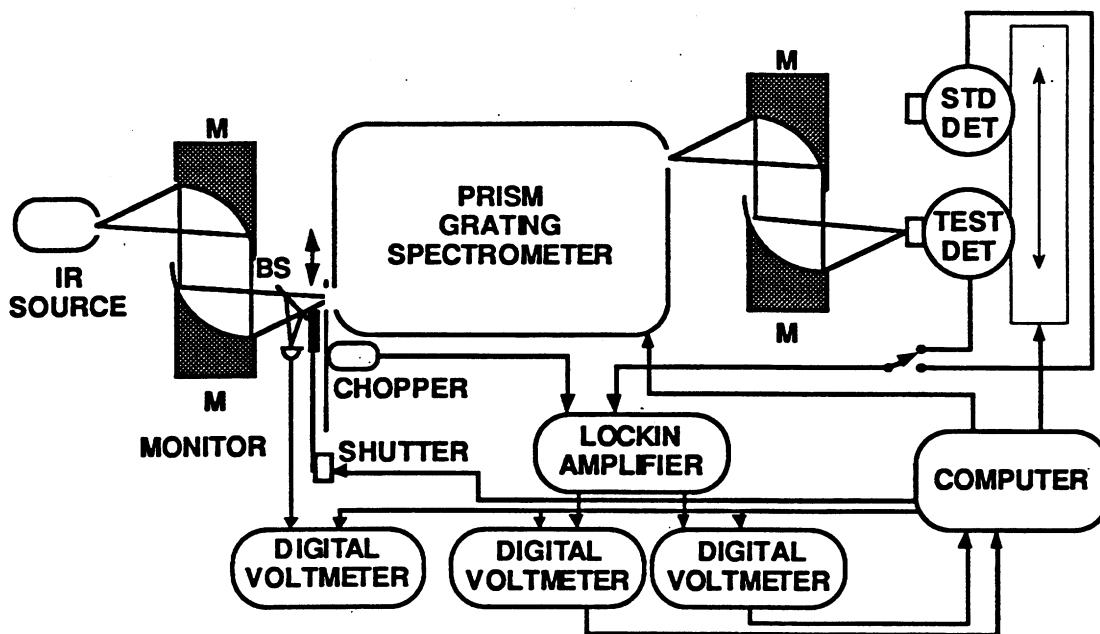 M
STD
DET
M
PRISM
GRATING
SPECTROMETER
TEST
DET
IR
SOURCE
BS
M
CHOPPER
M
MONITOR
SHUTTER
LOCKIN
AMPLIFIER
COMPUTER
DIGITAL
VOLTMETER
DIGITAL
VOLTMETER
DIGITAL
VOLTMETER